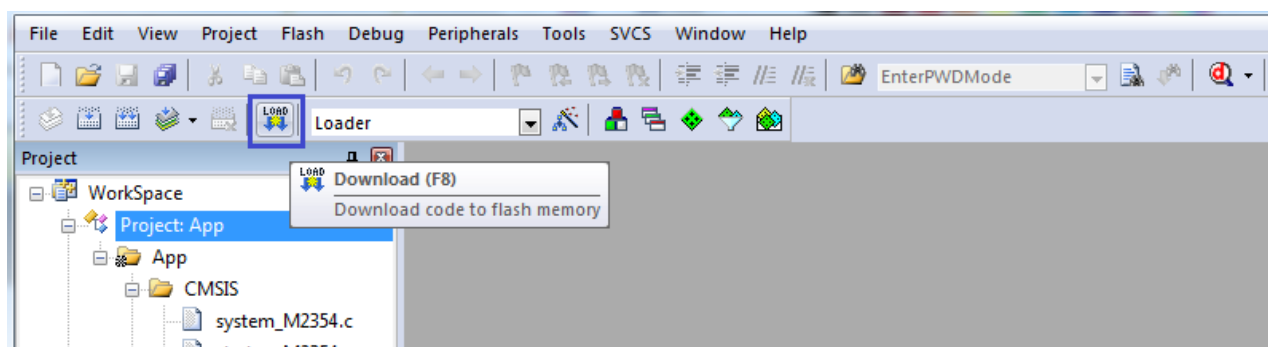 File Edit View Project Flash Debug Peripherals Tools SVCS Window Help
EnterPWDMode
LOAD Loader
Project
LOAD Download (F8)
Download code to flash memory
WorkSpace
Project: App
App
CMSIS
system_M2354.c